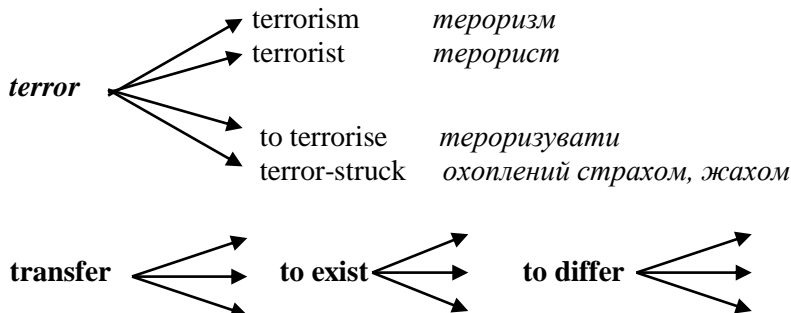 terrorism тероризм
terrorist терорист
terror
to terrorise тероризувати
terror-struck охоплений страхом, жахом
transfer to exist to differ